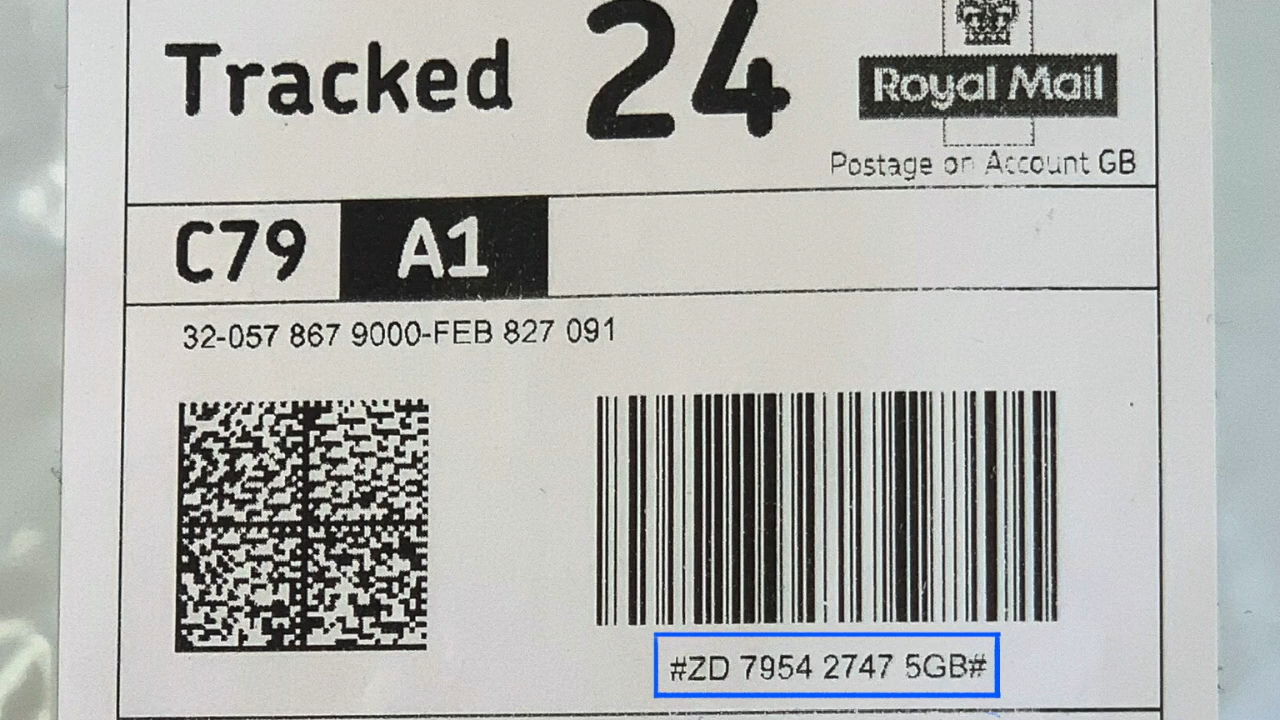 Tracked 24 Royal Mail
Postage on Account GB
C79 A1
32-057 867 9000-FEB 827 091
#ZD 7954 2747 5GB#